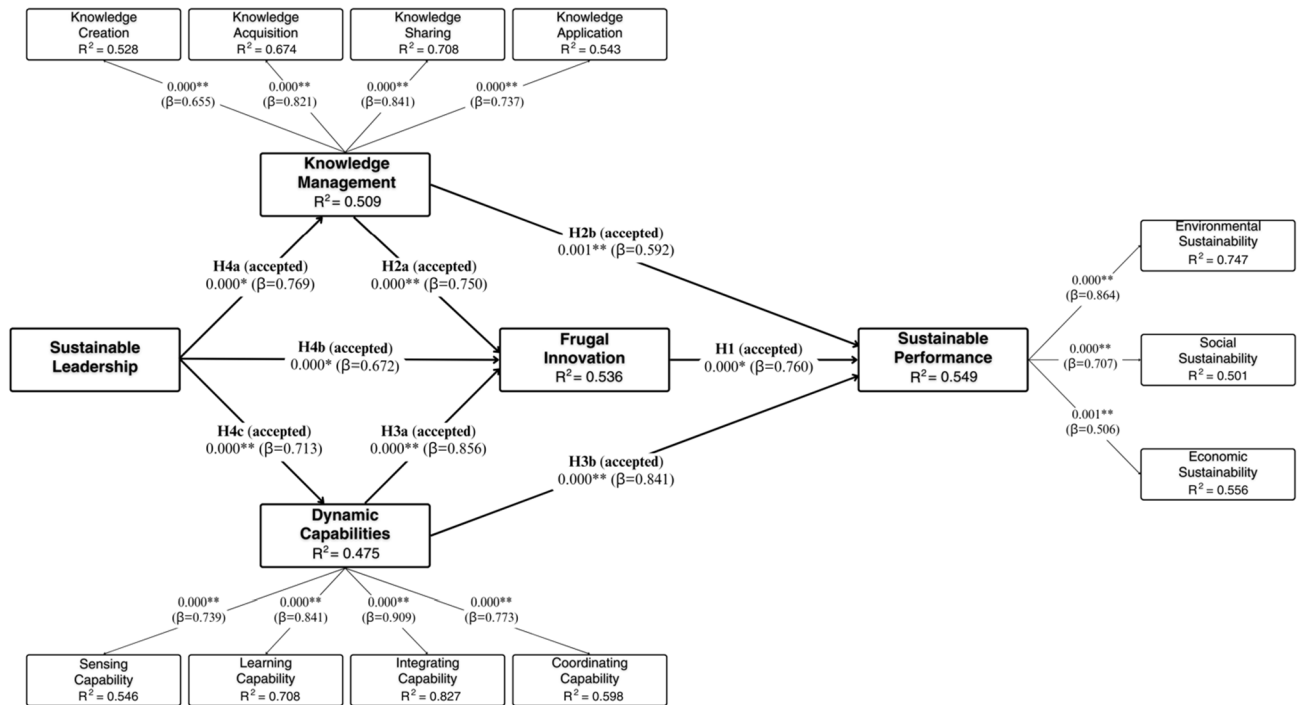 Knowledge
Creation
R² = 0.528
Knowledge
Acquisition
R² = 0.674
Knowledge
Sharing
R² = 0.708
Knowledge
Application
R² = 0.543
0.000**
(β=0.655)
0.000**
(β=0.821)
0.000**
(β=0.841)
0.000**
(β=0.737)
Knowledge
Management
R² = 0.509
H2b (accepted)
0.001** (β=0.592)
H4a (accepted)
0.000* (β=0.769)
H2a (accepted)
0.000** (β=0.750)
Sustainable
Leadership
H4b (accepted)
0.000* (β=0.672)
Frugal
Innovation
R² = 0.536
H1 (accepted)
0.000* (β=0.760)
Sustainable
Performance
R² = 0.549
0.000**
(β=0.864)
0.000**
(β=0.707)
0.001**
(β=0.506)
Environmental
Sustainability
R² = 0.747
Social
Sustainability
R² = 0.501
Economic
Sustainability
R² = 0.556
H4c (accepted)
0.000** (β=0.713)
H3a (accepted)
0.000** (β=0.856)
H3b (accepted)
0.000** (β=0.841)
Dynamic
Capabilities
R² = 0.475
0.000**
(β=0.739)
0.000**
(β=0.841)
0.000**
(β=0.909)
0.000**
(β=0.773)
Sensing
Capability
R² = 0.546
Learning
Capability
R² = 0.708
Integrating
Capability
R² = 0.827
Coordinating
Capability
R² = 0.598